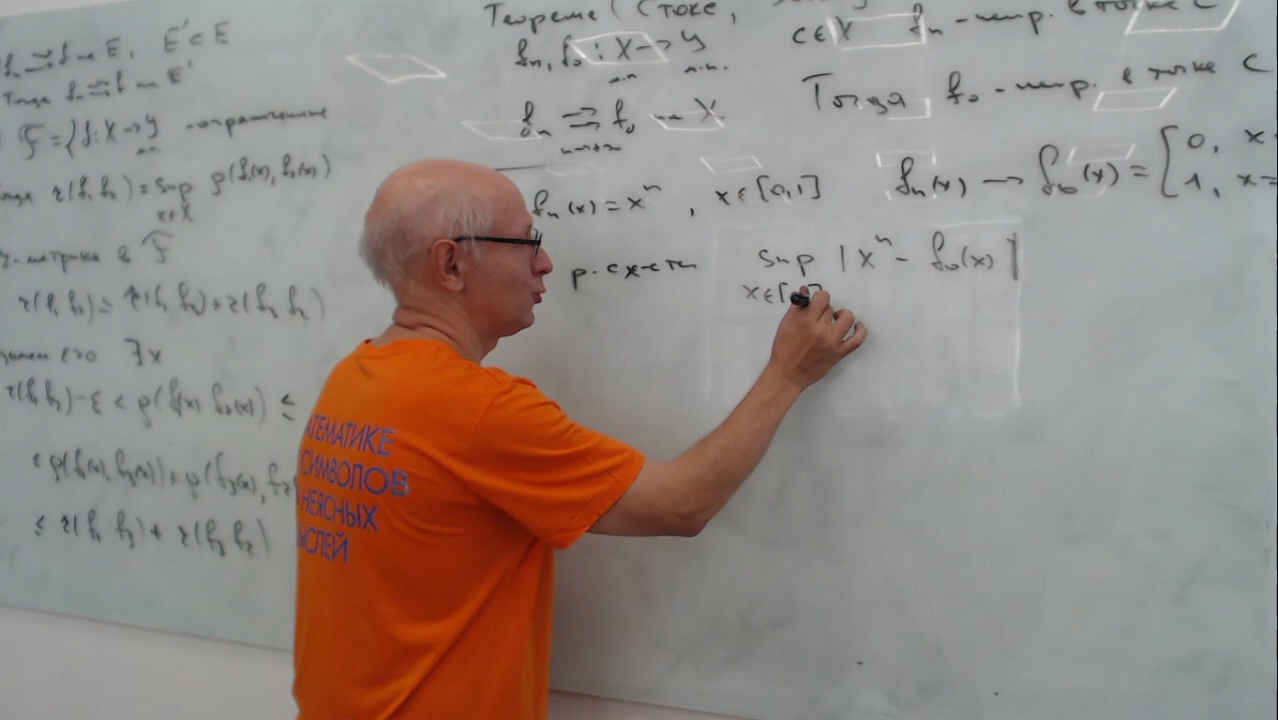 fₙ ⇉ f на E, E' ⊂ E
Тогда fₙ ⇉ f на E'
F = {f: X → Y - ограниченные
r(f₁ f₂) = sup ρ(f₁(x), f₂(x))
x∈X
метрика в F
r(f₁ f₂) ≤ r(f₁ f₃) + r(f₃ f₂)
ε>0 ∃x
r(f₁ f₂) - ε < ρ(f₁(x) f₂(x)) ≤
≤ ρ(f₁(x), f₃(x)) + ρ(f₃(x), f₂
≤ r(f₁ f₃) + r(f₃ f₂)
Теорема (Стокс,
fₙ, f₀ : X → Y
м.п. м.п.
c∈X fₙ - непр. в точке c
fₙ ⇉ f₀ на X
n→+∞
Тогда f₀ - непр. в точке c
fₙ(x) = xⁿ, x∈[0,1] fₙ(x) → f₀(x) = [0, x
1, x=
р. сх-сти sup |xⁿ - f₀(x)|
x∈[
АТЕМАТИКЕ
СИМВОЛОВ
НЕЯСНЫХ
ЫСЛЕЙ